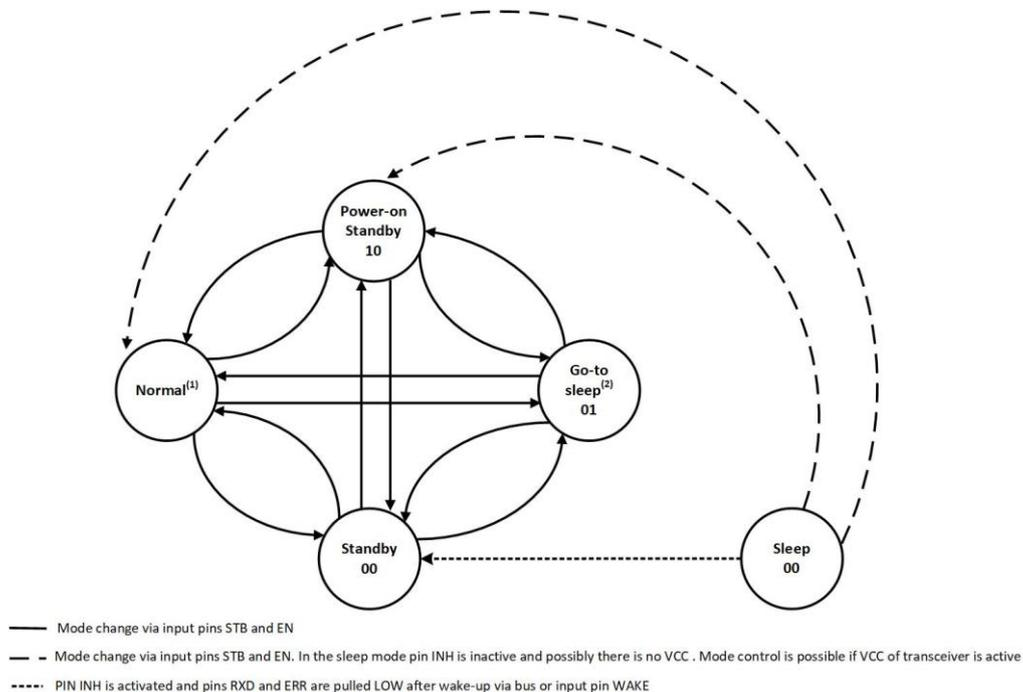 Power-on
Standby
10
Normal(1)
Go-to
sleep(2)
01
Standby
00
Sleep
00
Mode change via input pins STB and EN
Mode change via input pins STB and EN. In the sleep mode pin INH is inactive and possibly there is no VCC . Mode control is possible if VCC of transceiver is active
PIN INH is activated and pins RXD and ERR are pulled LOW after wake-up via bus or input pin WAKE